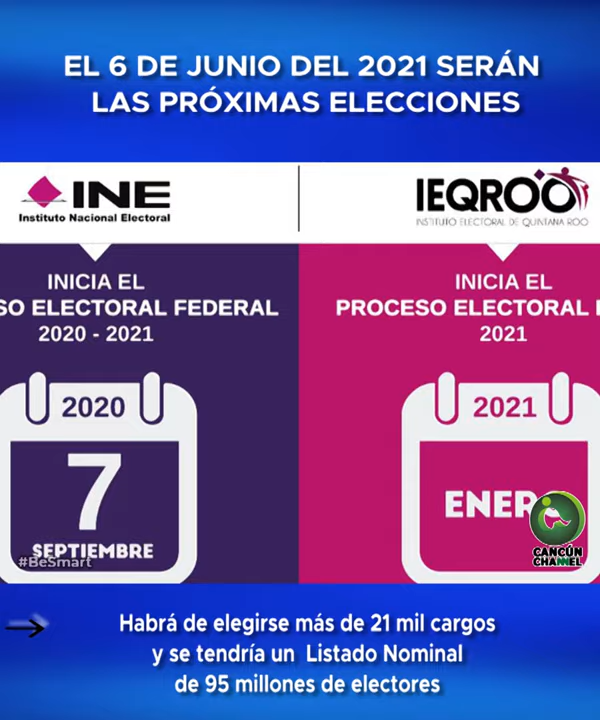 EL 6 DE JUNIO DEL 2021 SERÁN
LAS PRÓXIMAS ELECCIONES
INE
Instituto Nacional Electoral
IEQROO
INSTITUTO ELECTORAL DE QUINTANA ROO
INICIA EL
SO ELECTORAL FEDERAL
2020 - 2021
INICIA EL
PROCESO ELECTORAL
2021
2020
7
SEPTIEMBRE
#BeSmart
2021
ENER
CANCÚN
CHANNEL
Habrá de elegirse más de 21 mil cargos
y se tendría un Listado Nominal
de 95 millones de electores